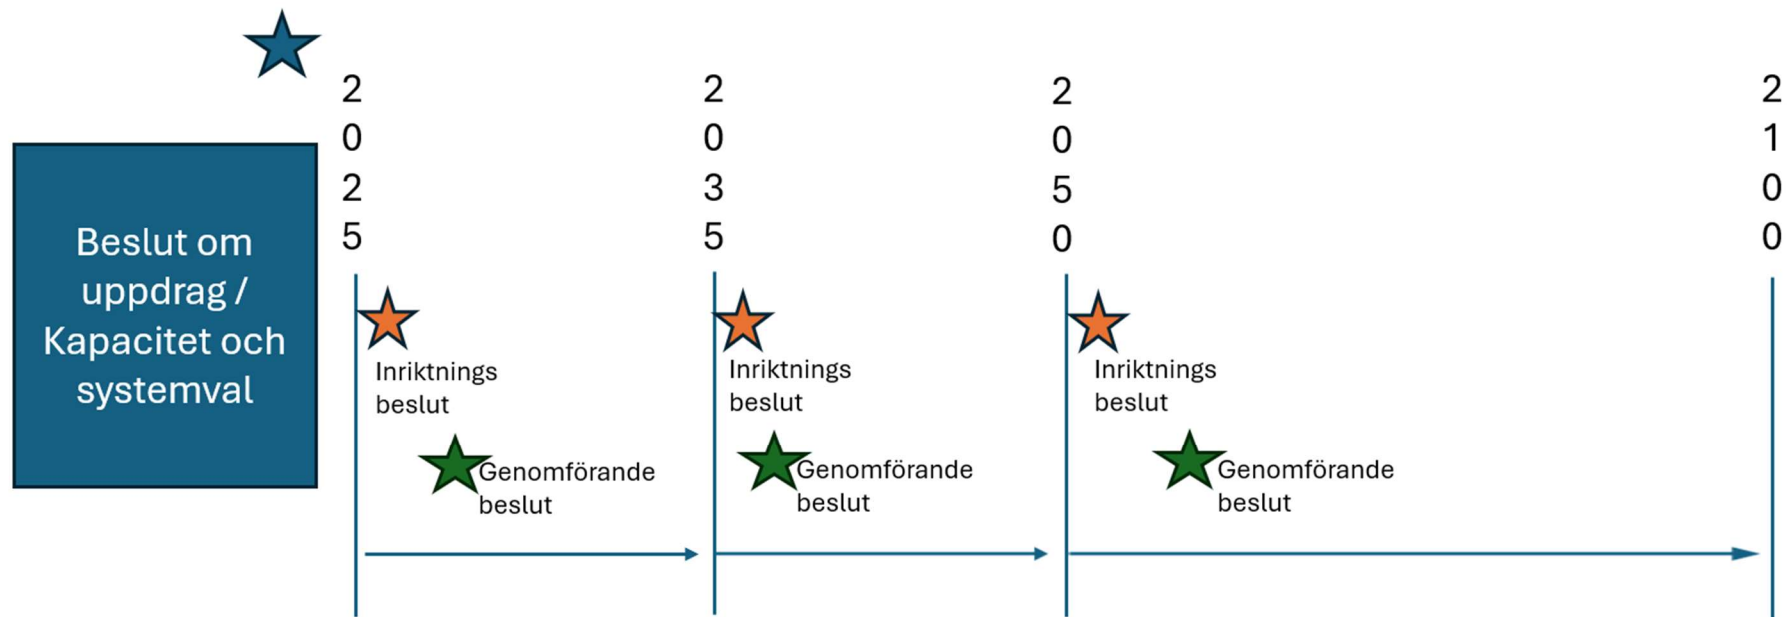 2025
2035
2050
2100
Beslut om
uppdrag /
Kapacitet och
systemval
Inriktnings
beslut
Genomförande
beslut
Inriktnings
beslut
Genomförande
beslut
Inriktnings
beslut
Genomförande
beslut